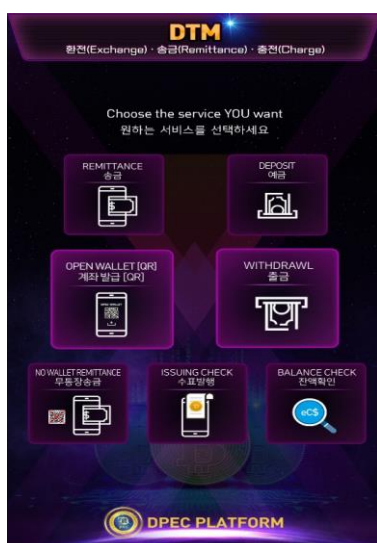 DTM
환전(Exchange) · 송금(Remittance) · 충전(Charge)
Choose the service YOU want
원하는 서비스를 선택하세요
REMITTANCE
송금
DEPOSIT
예금
OPEN WALLET [QR]
계좌 발급 [QR]
OPEN WALLET
WITHDRAWL
출금
NO WALLET REMITTANCE
무통장송금
ISSUING CHECK
수표발행
BALANCE CHECK
잔액확인
eC$
DPEC PLATFORM